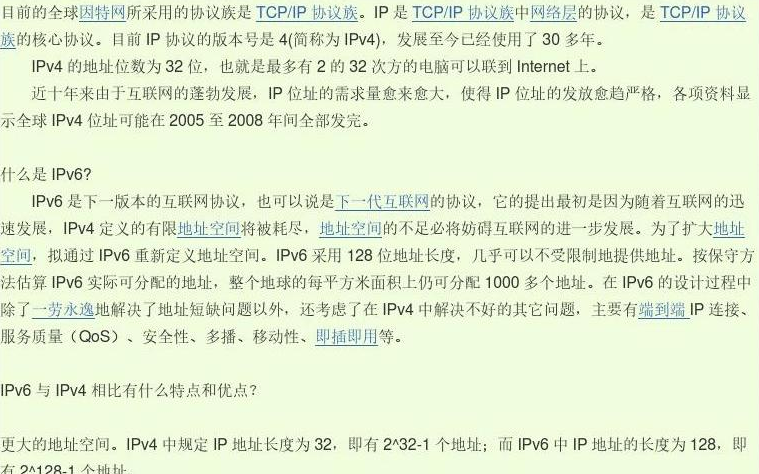 目前的全球因特网所采用的协议族是 TCP/IP 协议族。IP 是 TCP/IP 协议族中网络层的协议，是 TCP/IP 协议
族的核心协议。目前 IP 协议的版本号是 4(简称为 IPv4)，发展至今已经使用了 30 多年。
IPv4 的地址位数为 32 位，也就是最多有 2 的 32 次方的电脑可以联到 Internet 上。
近十年来由于互联网的蓬勃发展，IP 位址的需求量愈来愈大，使得 IP 位址的发放愈趋严格，各项资料显
示全球 IPv4 位址可能在 2005 至 2008 年间全部发完。
什么是 IPv6?
IPv6 是下一版本的互联网协议，也可以说是下一代互联网的协议，它的提出最初是因为随着互联网的迅
速发展，IPv4 定义的有限地址空间将被耗尽，地址空间的不足必将妨碍互联网的进一步发展。为了扩大地址
空间，拟通过 IPv6 重新定义地址空间。IPv6 采用 128 位地址长度，几乎可以不受限制地提供地址。按保守方
法估算 IPv6 实际可分配的地址，整个地球的每平方米面积上仍可分配 1000 多个地址。在 IPv6 的设计过程中
除了一劳永逸地解决了地址短缺问题以外，还考虑了在 IPv4 中解决不好的其它问题，主要有端到端 IP 连接、
服务质量（QoS）、安全性、多播、移动性、即插即用等。
IPv6 与 IPv4 相比有什么特点和优点?
更大的地址空间。IPv4 中规定 IP 地址长度为 32，即有 2^32-1 个地址；而 IPv6 中 IP 地址的长度为 128，即
有 2^128-1 个地址。